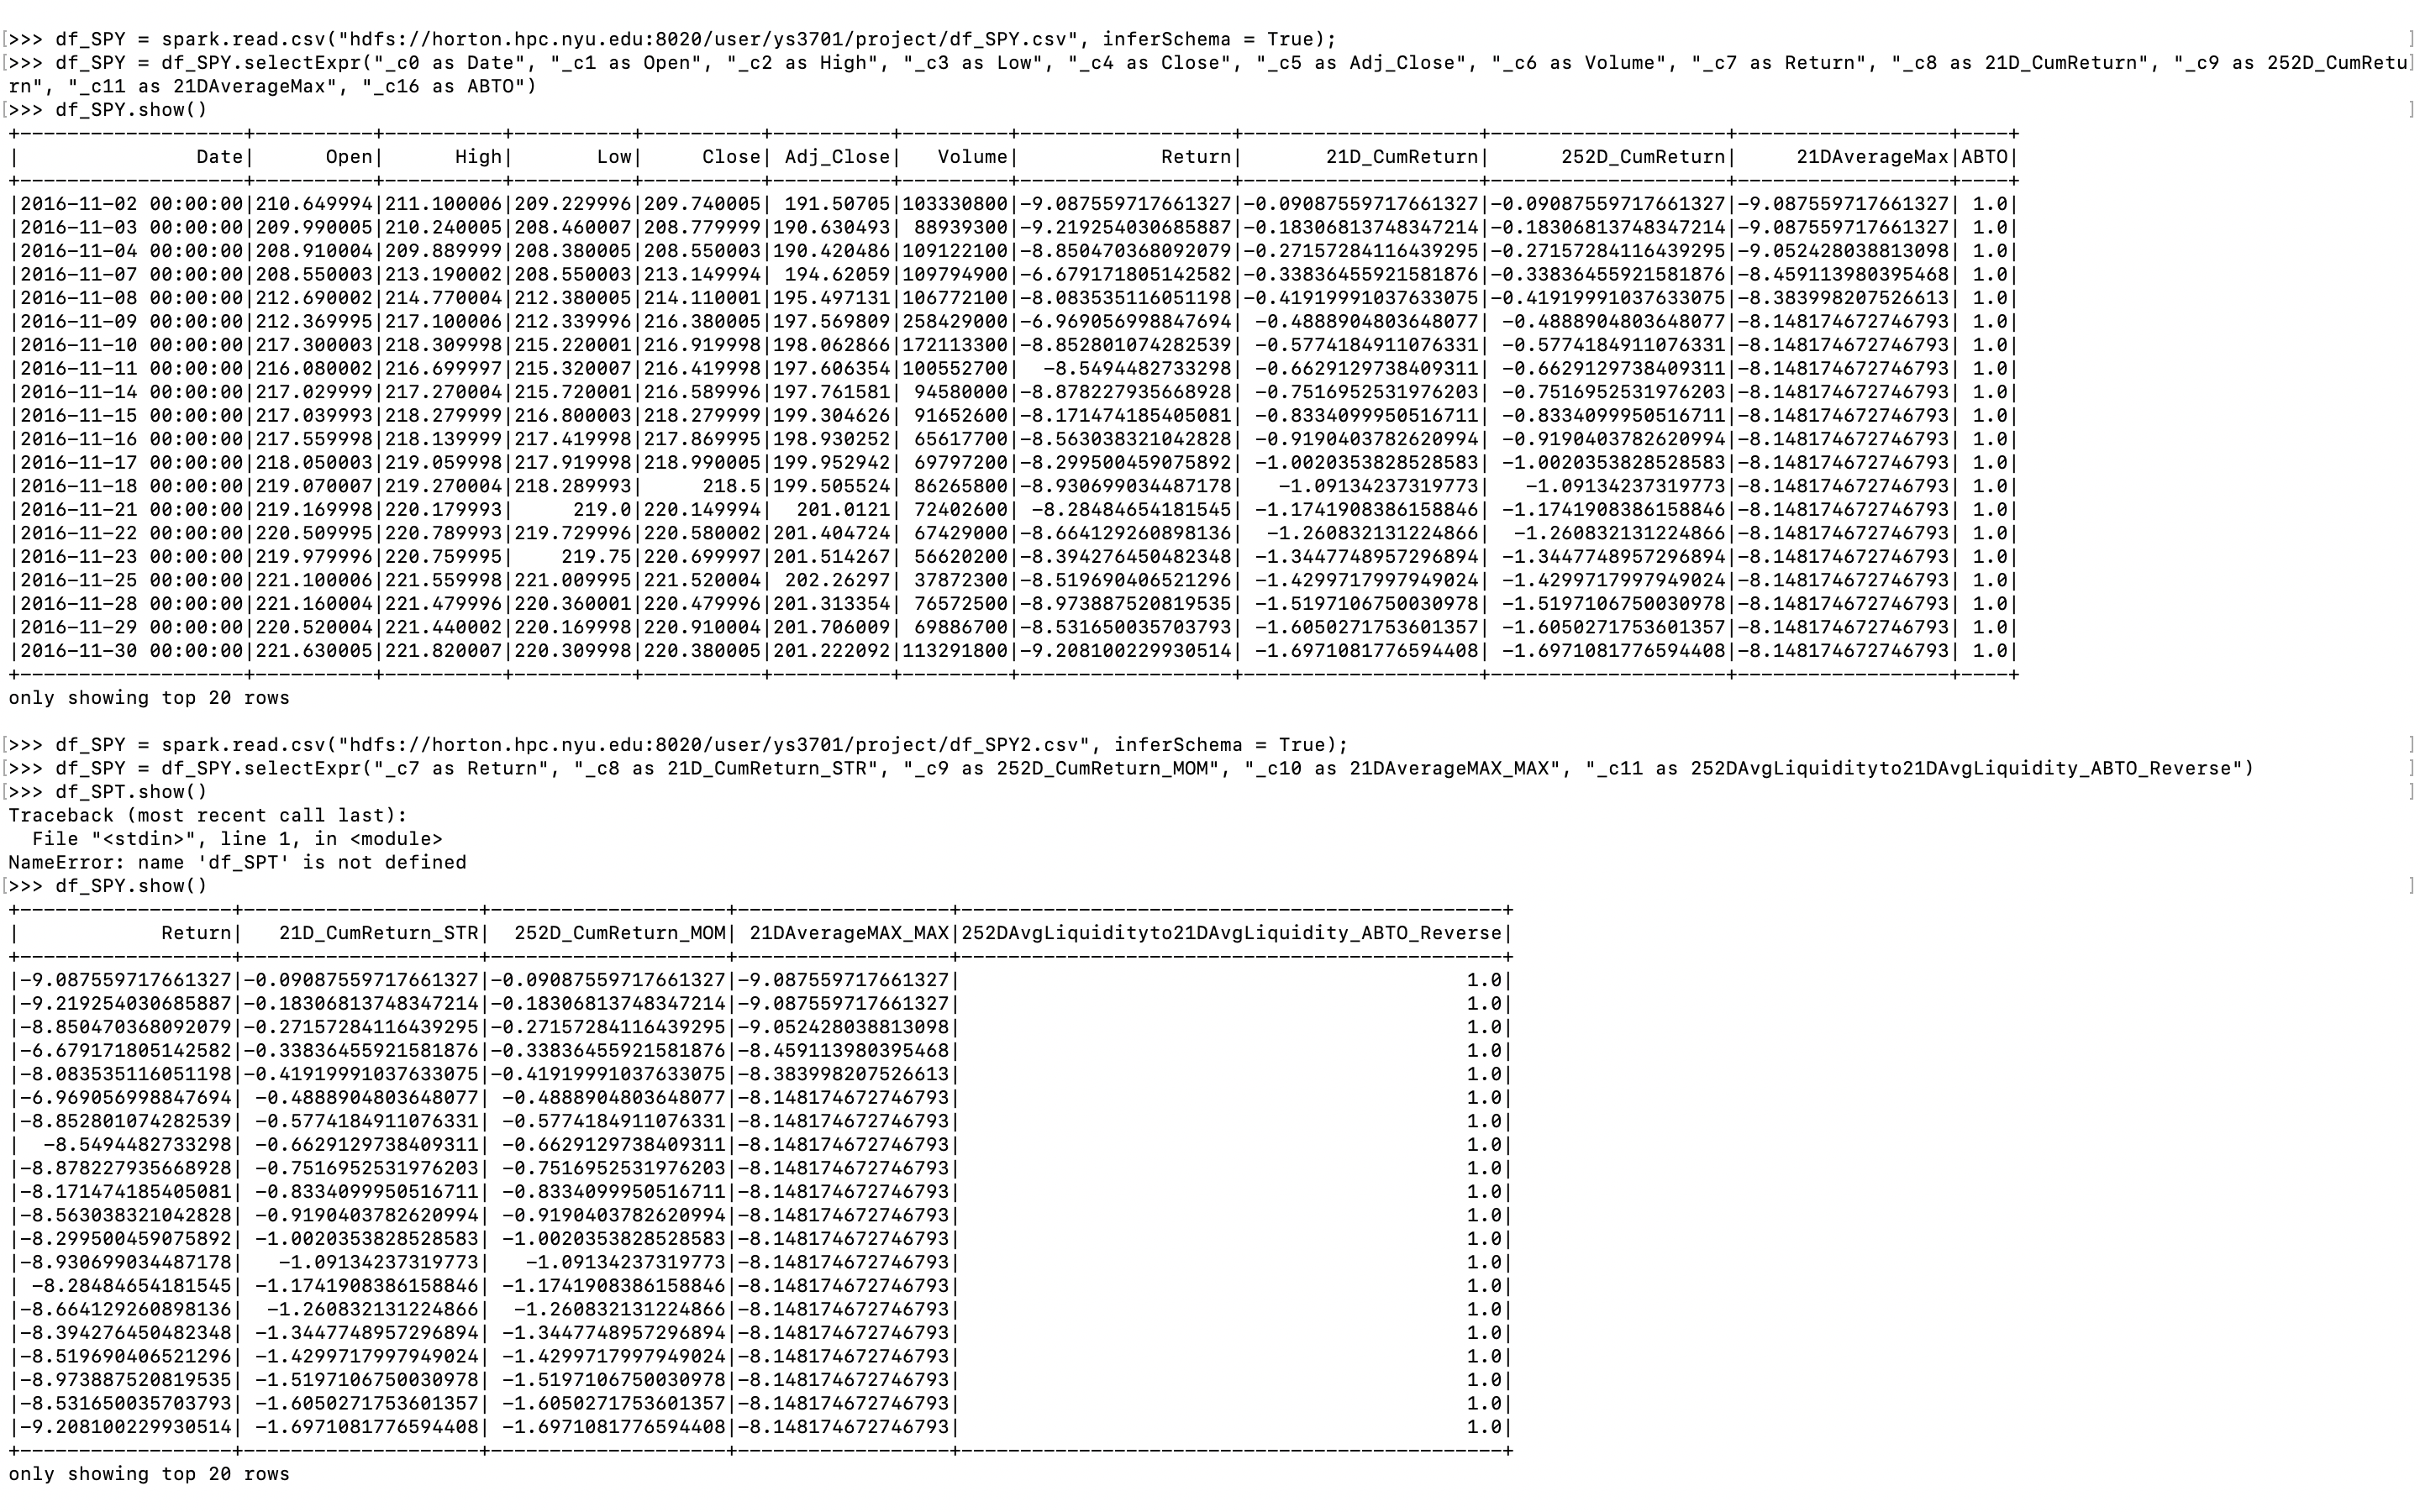 [>>> df_SPY = spark.read.csv("hdfs://horton.hpc.nyu.edu:8020/user/ys3701/project/df_SPY.csv", inferSchema = True); ]
[>>> df_SPY = df_SPY.selectExpr("_c0 as Date", "_c1 as Open", "_c2 as High", "_c3 as Low", "_c4 as Close", "_c5 as Adj_Close", "_c6 as Volume", "_c7 as Return", "_c8 as 21D_CumReturn", "_c9 as 252D_CumRetu]
rn", "_c11 as 21DAverageMax", "_c16 as ABTO")
[>>> df_SPY.show() ]
+-------------------+----------+----------+----------+----------+----------+---------+------------------+--------------------+--------------------+------------------+----+
| Date| Open| High| Low| Close| Adj_Close| Volume| Return| 21D_CumReturn| 252D_CumReturn| 21DAverageMax|ABTO|
+-------------------+----------+----------+----------+----------+----------+---------+------------------+--------------------+--------------------+------------------+----+
|2016-11-02 00:00:00|210.649994|211.100006|209.229996|209.740005| 191.50705|103330800|-9.087559717661327|-0.09087559717661327|-0.09087559717661327|-9.087559717661327| 1.0|
|2016-11-03 00:00:00|209.990005|210.240005|208.460007|208.779999|190.630493| 88939300|-9.219254030685887|-0.18306813748347214|-0.18306813748347214|-9.087559717661327| 1.0|
|2016-11-04 00:00:00|208.910004|209.889999|208.380005|208.550003|190.420486|109122100|-8.850470368092079|-0.27157284116439295|-0.27157284116439295|-9.052428038813098| 1.0|
|2016-11-07 00:00:00|208.550003|213.190002|208.550003|213.149994| 194.62059|109794900|-6.679171805142582|-0.33836455921581876|-0.33836455921581876|-8.459113980395468| 1.0|
|2016-11-08 00:00:00|212.690002|214.770004|212.380005|214.110001|195.497131|106772100|-8.083535116051198|-0.41919991037633075|-0.41919991037633075|-8.383998207526613| 1.0|
|2016-11-09 00:00:00|212.369995|217.100006|212.339996|216.380005|197.569809|258429000|-6.969056998847694| -0.4888904803648077| -0.4888904803648077|-8.148174672746793| 1.0|
|2016-11-10 00:00:00|217.300003|218.309998|215.220001|216.919998|198.062866|172113300|-8.852801074282539| -0.5774184911076331| -0.5774184911076331|-8.148174672746793| 1.0|
|2016-11-11 00:00:00|216.080002|216.699997|215.320007|216.419998|197.606354|100552700| -8.5494482733298| -0.6629129738409311| -0.6629129738409311|-8.148174672746793| 1.0|
|2016-11-14 00:00:00|217.029999|217.270004|215.720001|216.589996|197.761581| 94580000|-8.878227935668928| -0.7516952531976203| -0.7516952531976203|-8.148174672746793| 1.0|
|2016-11-15 00:00:00|217.039993|218.279999|216.800003|218.279999|199.304626| 91652600|-8.171474185405081| -0.8334099950516711| -0.8334099950516711|-8.148174672746793| 1.0|
|2016-11-16 00:00:00|217.559998|218.139999|217.419998|217.869995|198.930252| 65617700|-8.563038321042828| -0.9190403782620994| -0.9190403782620994|-8.148174672746793| 1.0|
|2016-11-17 00:00:00|218.050003|219.059998|217.919998|218.990005|199.952942| 69797200|-8.299500459075892| -1.0020353828528583| -1.0020353828528583|-8.148174672746793| 1.0|
|2016-11-18 00:00:00|219.070007|219.270004|218.289993| 218.5|199.505524| 86265800|-8.930699034487178| -1.09134237319773| -1.09134237319773|-8.148174672746793| 1.0|
|2016-11-21 00:00:00|219.169998|220.179993| 219.0|220.149994| 201.0121| 72402600| -8.28484654181545| -1.1741908386158846| -1.1741908386158846|-8.148174672746793| 1.0|
|2016-11-22 00:00:00|220.509995|220.789993|219.729996|220.580002|201.404724| 67429000|-8.664129260898136| -1.260832131224866| -1.260832131224866|-8.148174672746793| 1.0|
|2016-11-23 00:00:00|219.979996|220.759995| 219.75|220.699997|201.514267| 56620200|-8.394276450482348| -1.3447748957296894| -1.3447748957296894|-8.148174672746793| 1.0|
|2016-11-25 00:00:00|221.100006|221.559998|221.009995|221.520004| 202.26297| 37872300|-8.519690406521296| -1.4299717997949024| -1.4299717997949024|-8.148174672746793| 1.0|
|2016-11-28 00:00:00|221.160004|221.479996|220.360001|220.479996|201.313354| 76572500|-8.973887520819535| -1.5197106750030978| -1.5197106750030978|-8.148174672746793| 1.0|
|2016-11-29 00:00:00|220.520004|221.440002|220.169998|220.910004|201.706009| 69886700|-8.531650035703793| -1.6050271753601357| -1.6050271753601357|-8.148174672746793| 1.0|
|2016-11-30 00:00:00|221.630005|221.820007|220.309998|220.380005|201.222092|113291800|-9.208100229930514| -1.6971081776594408| -1.6971081776594408|-8.148174672746793| 1.0|
+-------------------+----------+----------+----------+----------+----------+---------+------------------+--------------------+--------------------+------------------+----+
only showing top 20 rows
[>>> df_SPY = spark.read.csv("hdfs://horton.hpc.nyu.edu:8020/user/ys3701/project/df_SPY2.csv", inferSchema = True); ]
[>>> df_SPY = df_SPY.selectExpr("_c7 as Return", "_c8 as 21D_CumReturn_STR", "_c9 as 252D_CumReturn_MOM", "_c10 as 21DAverageMAX_MAX", "_c11 as 252DAvgLiquidityto21DAvgLiquidity_ABTO_Reverse") ]
[>>> df_SPT.show() ]
Traceback (most recent call last):
  File "<stdin>", line 1, in <module>
NameError: name 'df_SPT' is not defined
[>>> df_SPY.show() ]
+------------------+--------------------+--------------------+------------------+----------------------------------------------+
| Return| 21D_CumReturn_STR| 252D_CumReturn_MOM| 21DAverageMAX_MAX|252DAvgLiquidityto21DAvgLiquidity_ABTO_Reverse|
+------------------+--------------------+--------------------+------------------+----------------------------------------------+
|-9.087559717661327|-0.09087559717661327|-0.09087559717661327|-9.087559717661327| 1.0|
|-9.219254030685887|-0.18306813748347214|-0.18306813748347214|-9.087559717661327| 1.0|
|-8.850470368092079|-0.27157284116439295|-0.27157284116439295|-9.052428038813098| 1.0|
|-6.679171805142582|-0.33836455921581876|-0.33836455921581876|-8.459113980395468| 1.0|
|-8.083535116051198|-0.41919991037633075|-0.41919991037633075|-8.383998207526613| 1.0|
|-6.969056998847694| -0.4888904803648077| -0.4888904803648077|-8.148174672746793| 1.0|
|-8.852801074282539| -0.5774184911076331| -0.5774184911076331|-8.148174672746793| 1.0|
| -8.5494482733298| -0.6629129738409311| -0.6629129738409311|-8.148174672746793| 1.0|
|-8.878227935668928| -0.7516952531976203| -0.7516952531976203|-8.148174672746793| 1.0|
|-8.171474185405081| -0.8334099950516711| -0.8334099950516711|-8.148174672746793| 1.0|
|-8.563038321042828| -0.9190403782620994| -0.9190403782620994|-8.148174672746793| 1.0|
|-8.299500459075892| -1.0020353828528583| -1.0020353828528583|-8.148174672746793| 1.0|
|-8.930699034487178| -1.09134237319773| -1.09134237319773|-8.148174672746793| 1.0|
| -8.28484654181545| -1.1741908386158846| -1.1741908386158846|-8.148174672746793| 1.0|
|-8.664129260898136| -1.260832131224866| -1.260832131224866|-8.148174672746793| 1.0|
|-8.394276450482348| -1.3447748957296894| -1.3447748957296894|-8.148174672746793| 1.0|
|-8.519690406521296| -1.4299717997949024| -1.4299717997949024|-8.148174672746793| 1.0|
|-8.973887520819535| -1.5197106750030978| -1.5197106750030978|-8.148174672746793| 1.0|
|-8.531650035703793| -1.6050271753601357| -1.6050271753601357|-8.148174672746793| 1.0|
|-9.208100229930514| -1.6971081776594408| -1.6971081776594408|-8.148174672746793| 1.0|
+------------------+--------------------+--------------------+------------------+----------------------------------------------+
only showing top 20 rows